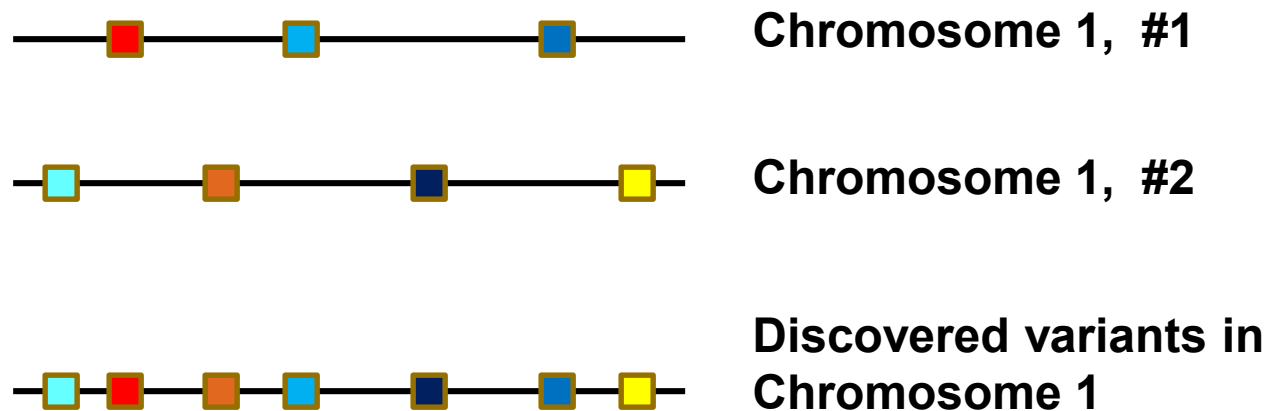 Chromosome 1,  #1
Chromosome 1,  #2
Discovered variants in
Chromosome 1